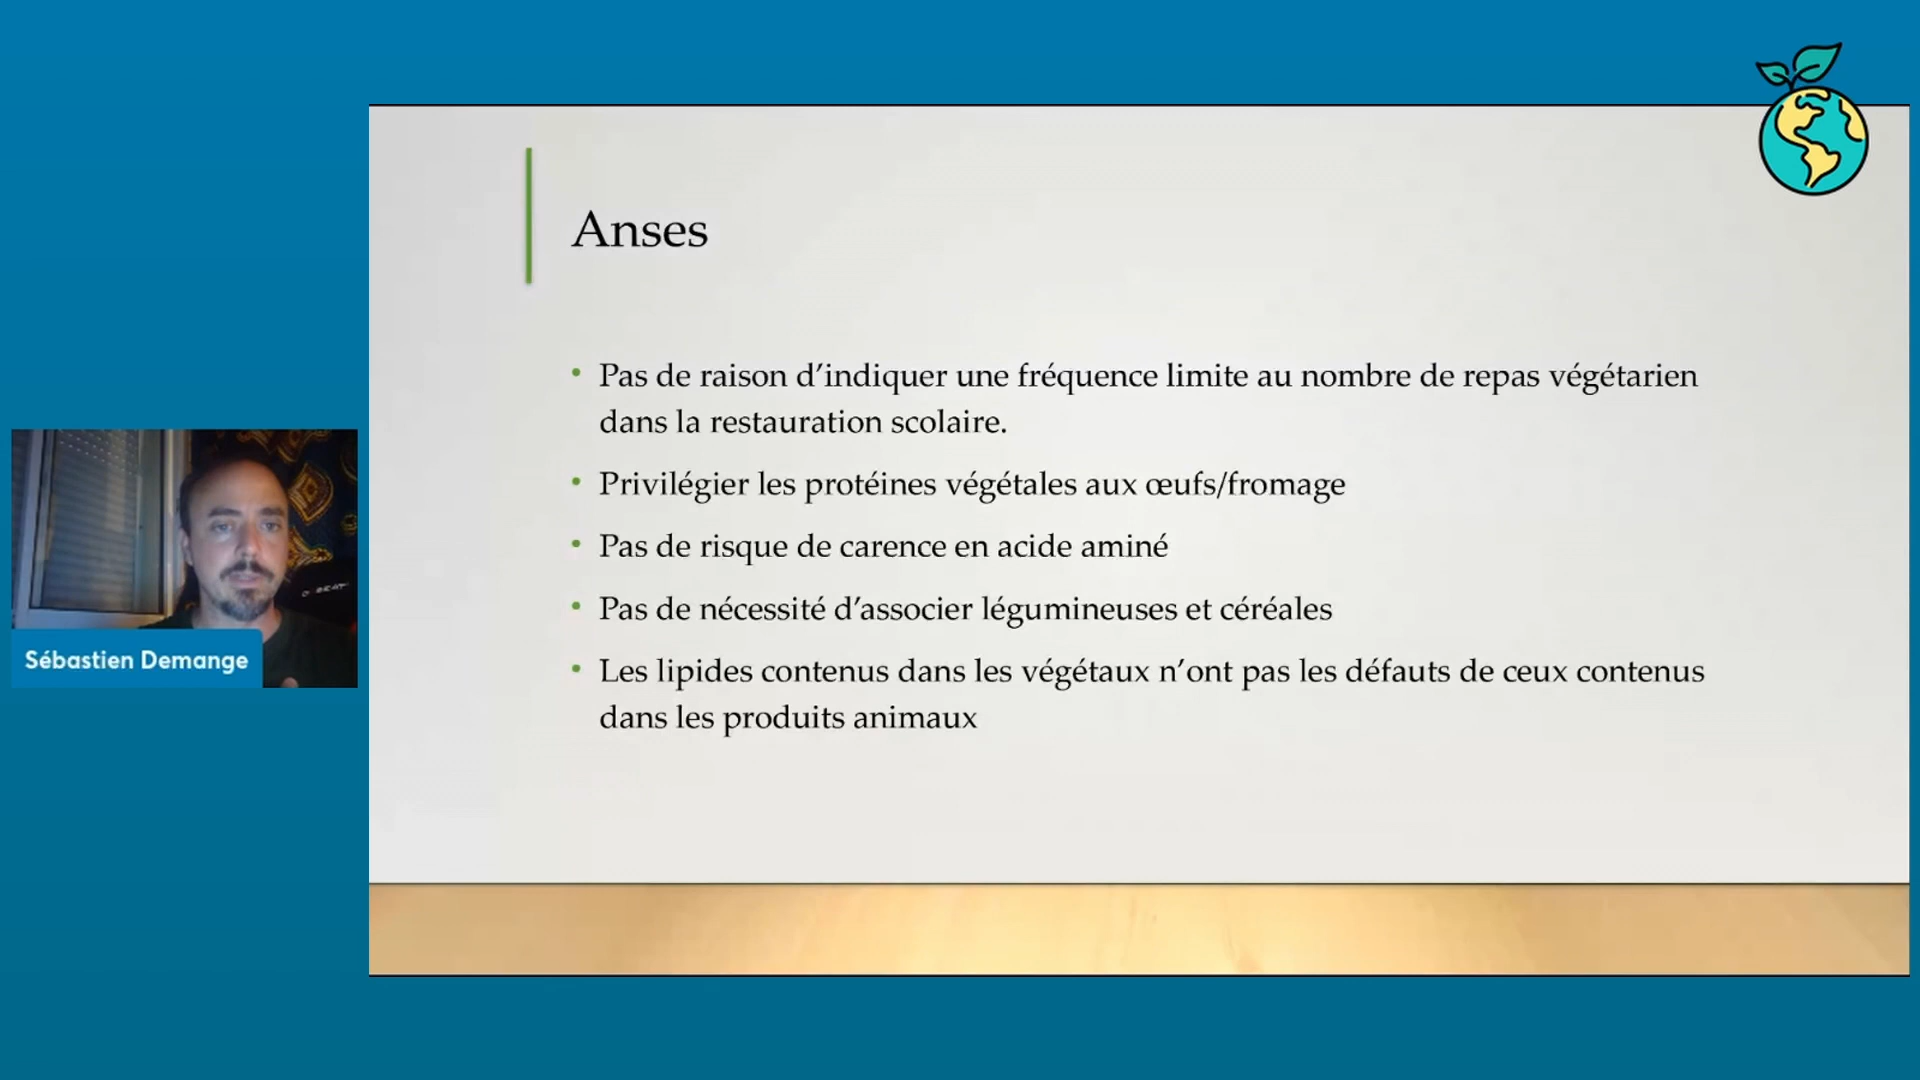 Anses
• Pas de raison d’indiquer une fréquence limite au nombre de repas végétarien
dans la restauration scolaire.
• Privilégier les protéines végétales aux œufs/fromage
• Pas de risque de carence en acide aminé
• Pas de nécessité d’associer légumineuses et céréales
• Les lipides contenus dans les végétaux n’ont pas les défauts de ceux contenus
dans les produits animaux
Sébastien Demange